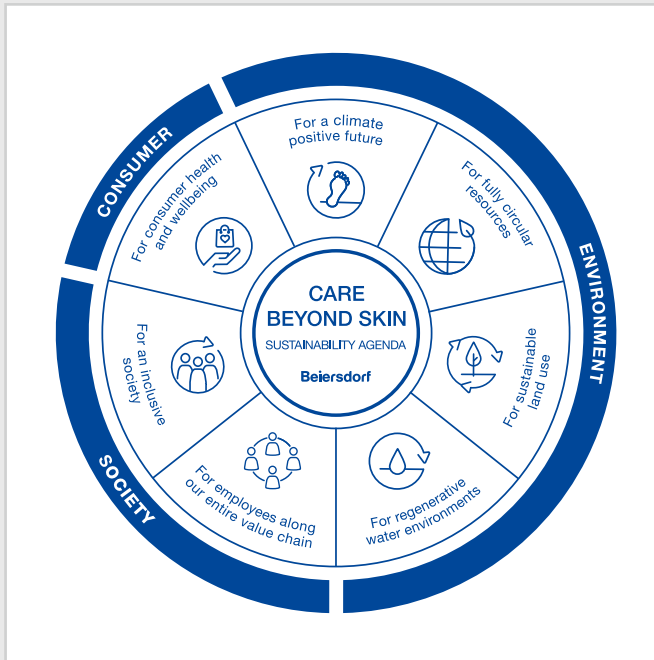 CARE
BEYOND SKIN
SUSTAINABILITY AGENDA
Beiersdorf
CONSUMER
For consumer health
and wellbeing
ENVIRONMENT
For a climate
positive future
For fully circular
resources
For sustainable
land use
For regenerative
water environments
SOCIETY
For employees along
our entire value chain
For an inclusive
society